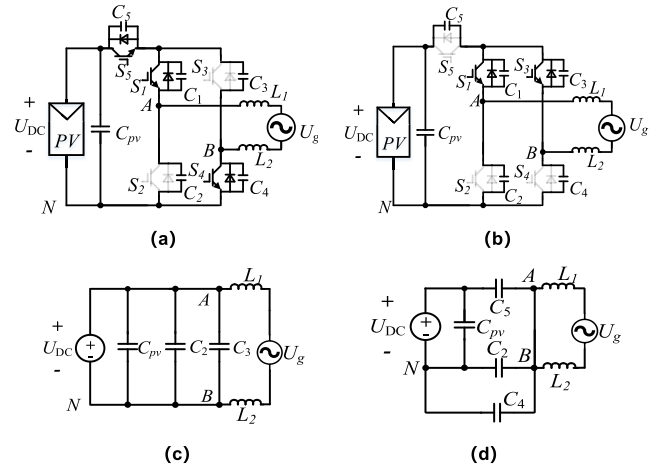 C5
S5
S1
S3
C1
C3
L1
+
A
UDC
PV
Cpv
Ug
-
B
L2
S2
S4
C2
C4
N
(a)
C5
S5
S1
S3
C1
C3
L1
+
A
UDC
PV
Cpv
Ug
-
B
L2
S2
S4
C2
C4
N
(b)
L1
A
+
UDC
+
-
Cpv
C2
C3
Ug
-
N
B
L2
(c)
A
L1
+
C5
UDC
+
-
Cpv
Ug
-
C2
B
N
L2
C4
(d)